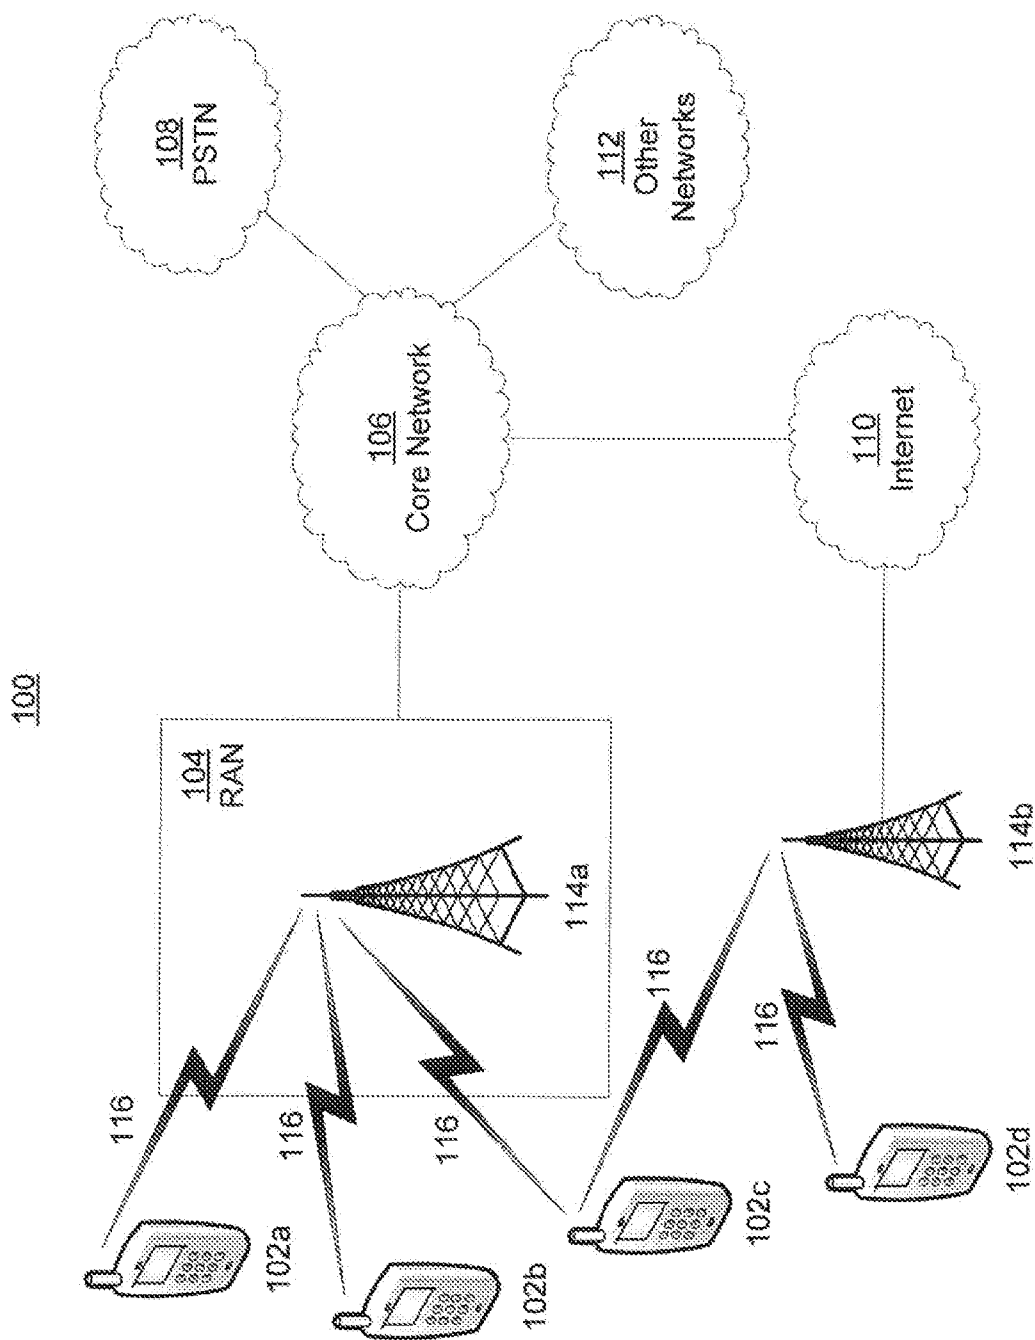 100
108
PSTN
106
Core Network
112
Other
Networks
104
RAN
110
Internet
116
114a
116
116
116
116
114b
102a
102b
102c
102d